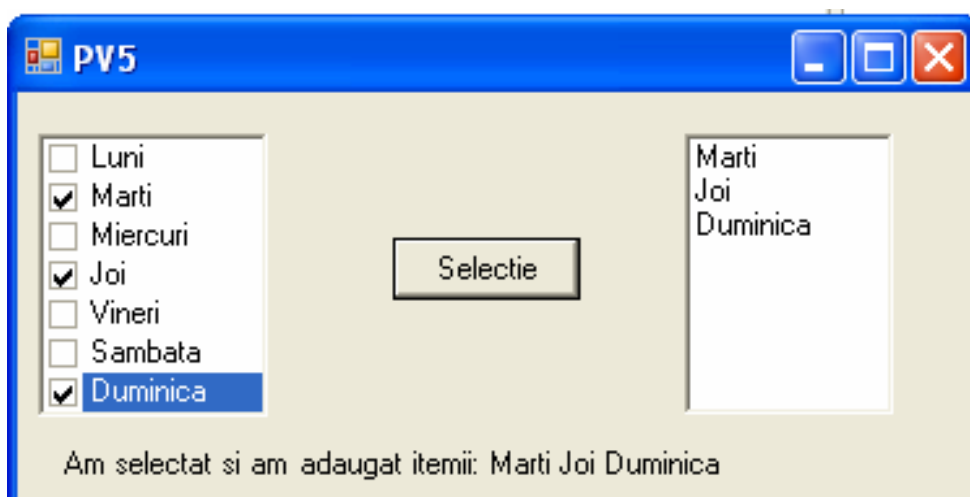 PV5
Luni
Marti
Miercuri
Joi
Vineri
Sambata
Duminica
Selectie
Marti
Joi
Duminica
Am selectat si am adaugat itemii: Marti Joi Duminica